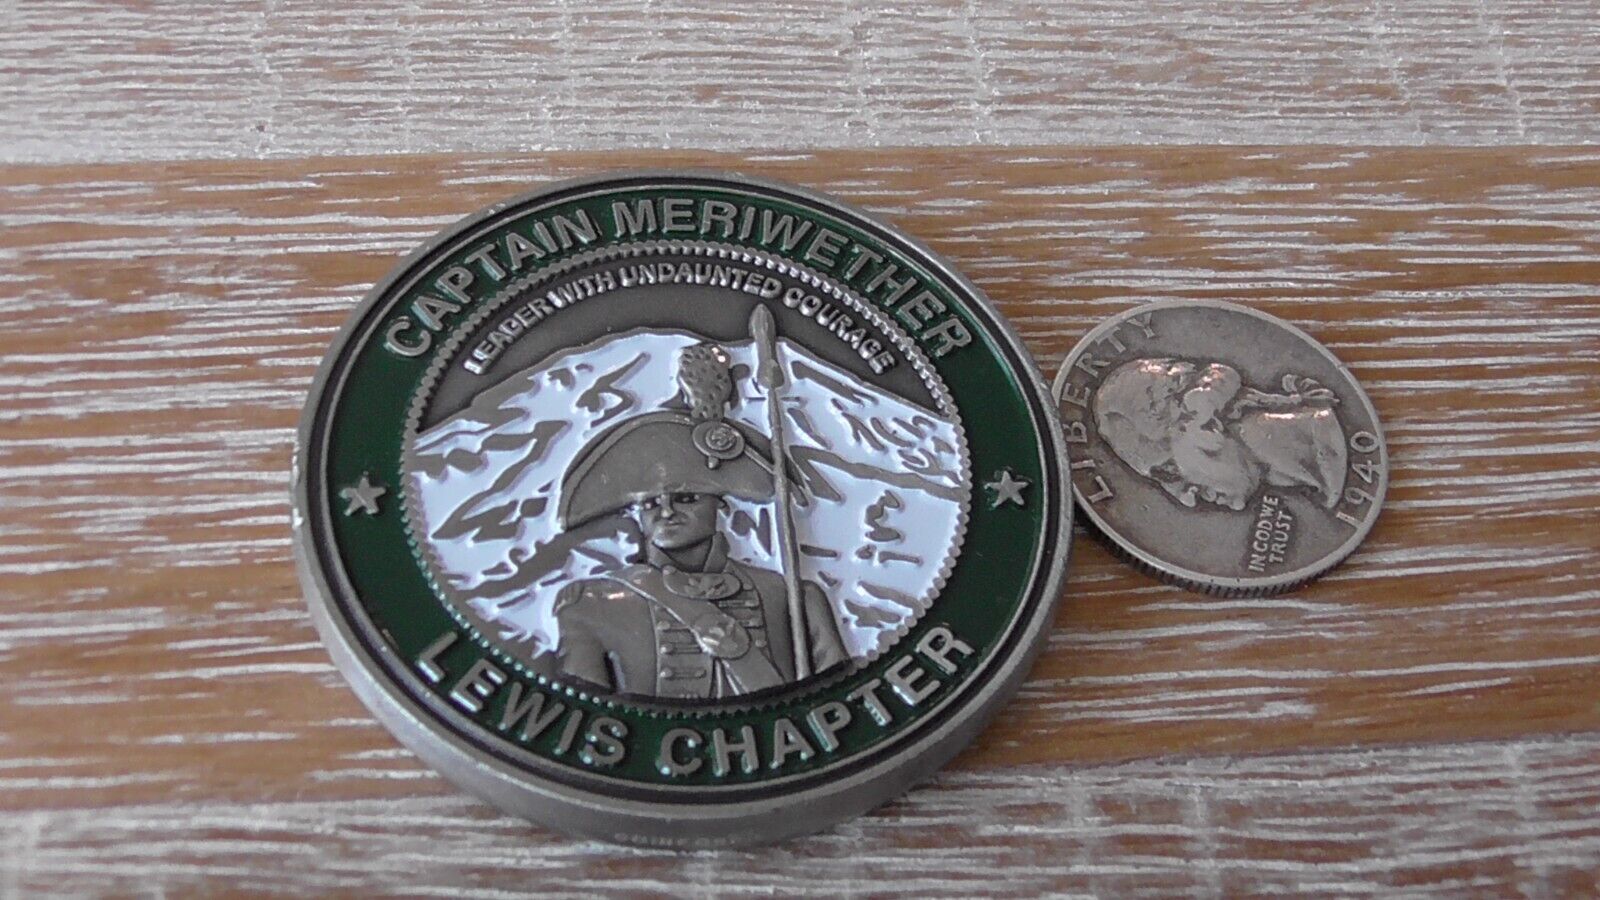 CAPTAIN MERIWETHER
LEADER WITH UNDAUNTED COURAGE
LEWIS CHAPTER
LIBERTY
IN GOD WE
TRUST
1940